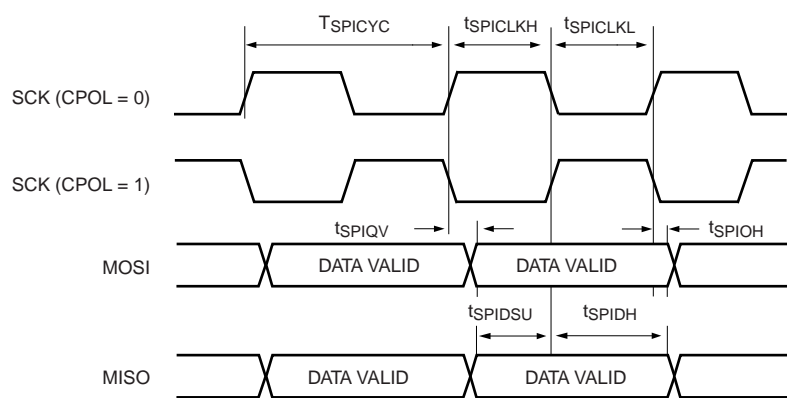 TSPICYC tSPICLKH tSPICLKL
SCK (CPOL = 0)
SCK (CPOL = 1)
tSPIQV tSPIOH
MOSI DATA VALID DATA VALID
tSPIDSU tSPIDH
MISO DATA VALID DATA VALID